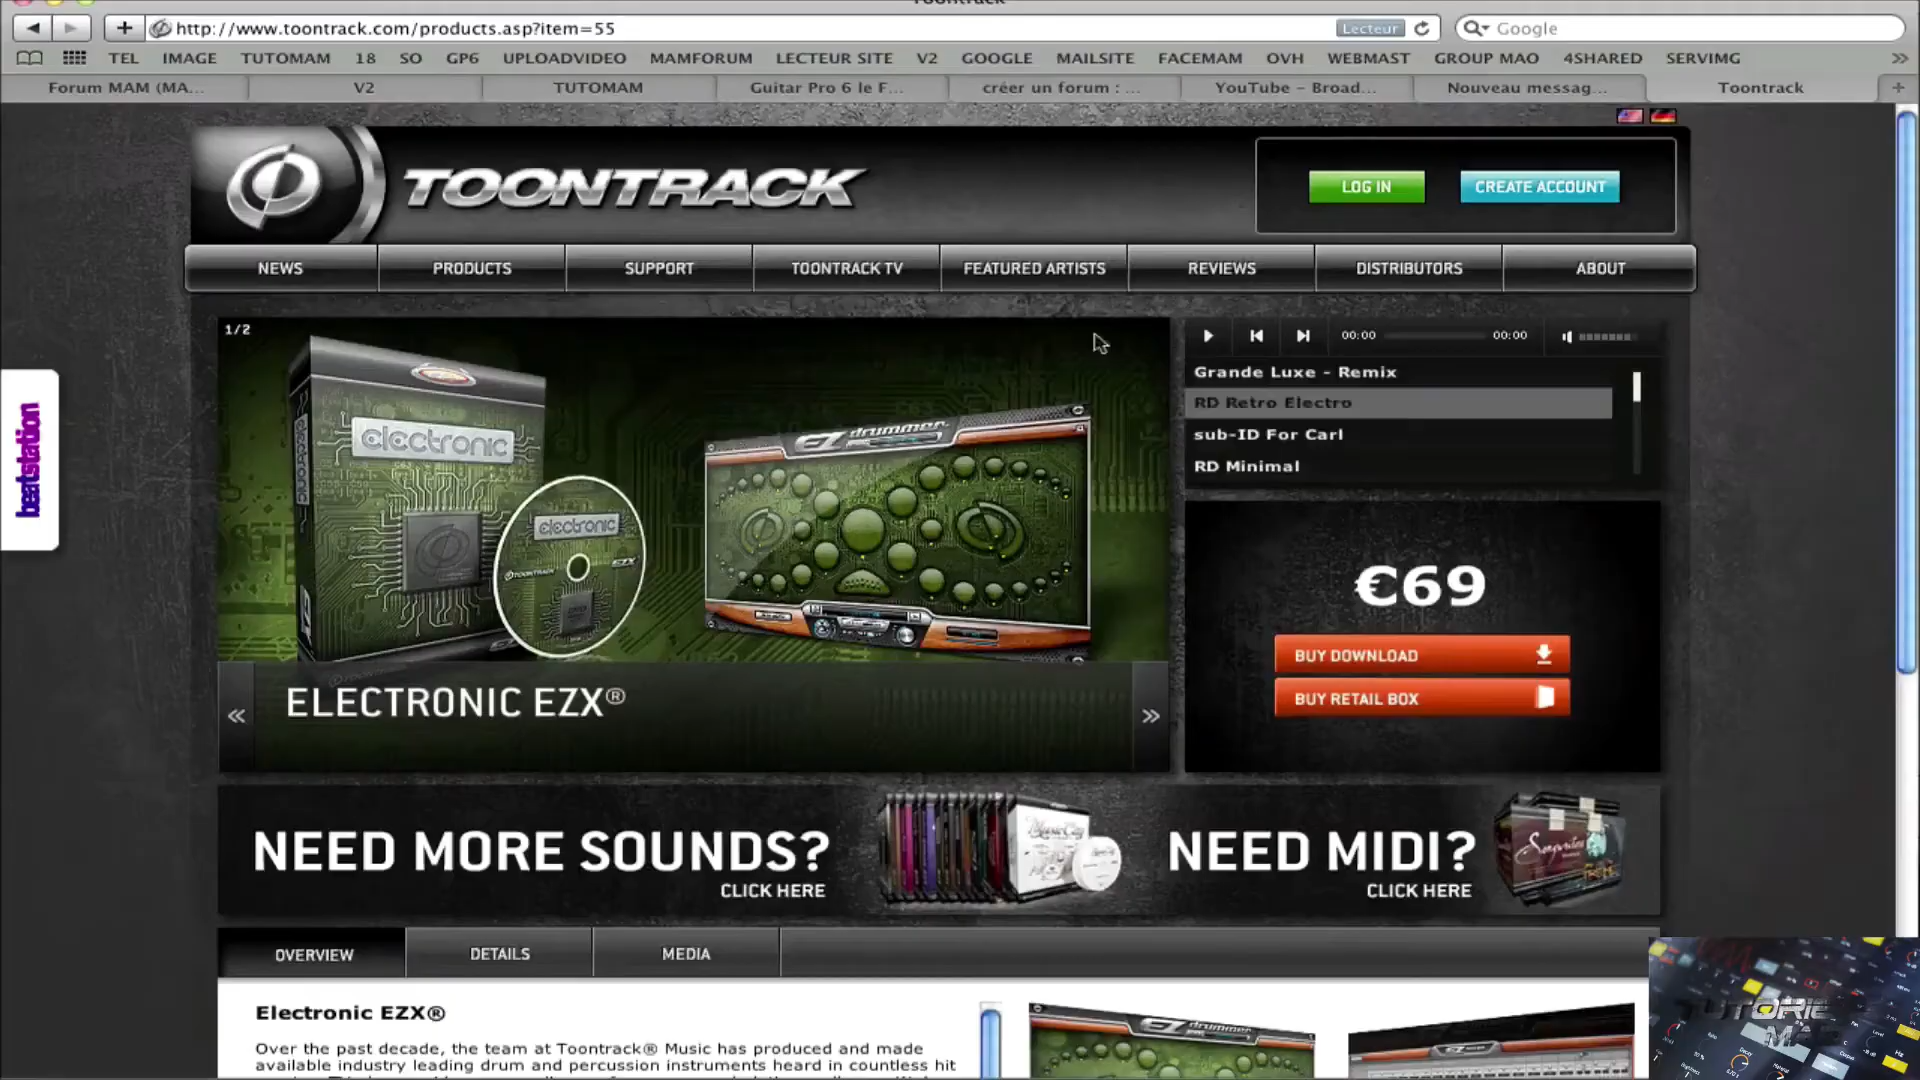 Toontrack
http://www.toontrack.com/products.asp?item=55
Lecteur
Google
TEL IMAGE TUTOMAM 18 SO GP6 UPLOADVIDEO MAMFORUM LECTEUR SITE V2 GOOGLE MAILSITE FACEMAM OVH WEBMAST GROUP MAO 4SHARED SERVIMG
Forum MAM (MA... V2 TUTOMAM Guitar Pro 6 le F... créer un forum : ... YouTube – Broad... Nouveau messag... Toontrack
TOONTRACK
LOG IN
CREATE ACCOUNT
NEWS PRODUCTS SUPPORT TOONTRACK TV FEATURED ARTISTS REVIEWS DISTRIBUTORS ABOUT
1/2
electronic
electronic
TOONTRACK EZX
EZ drummer
beatstation
00:00 00:00
Grande Luxe - Remix
RD Retro Electro
sub-ID For Carl
RD Minimal
€69
BUY DOWNLOAD
BUY RETAIL BOX
« ELECTRONIC EZX® »
NEED MORE SOUNDS?
CLICK HERE
NEED MIDI?
CLICK HERE
OVERVIEW DETAILS MEDIA
Electronic EZX®
Over the past decade, the team at Toontrack® Music has produced and made
available industry leading drum and percussion instruments heard in countless hit
EZ drummer